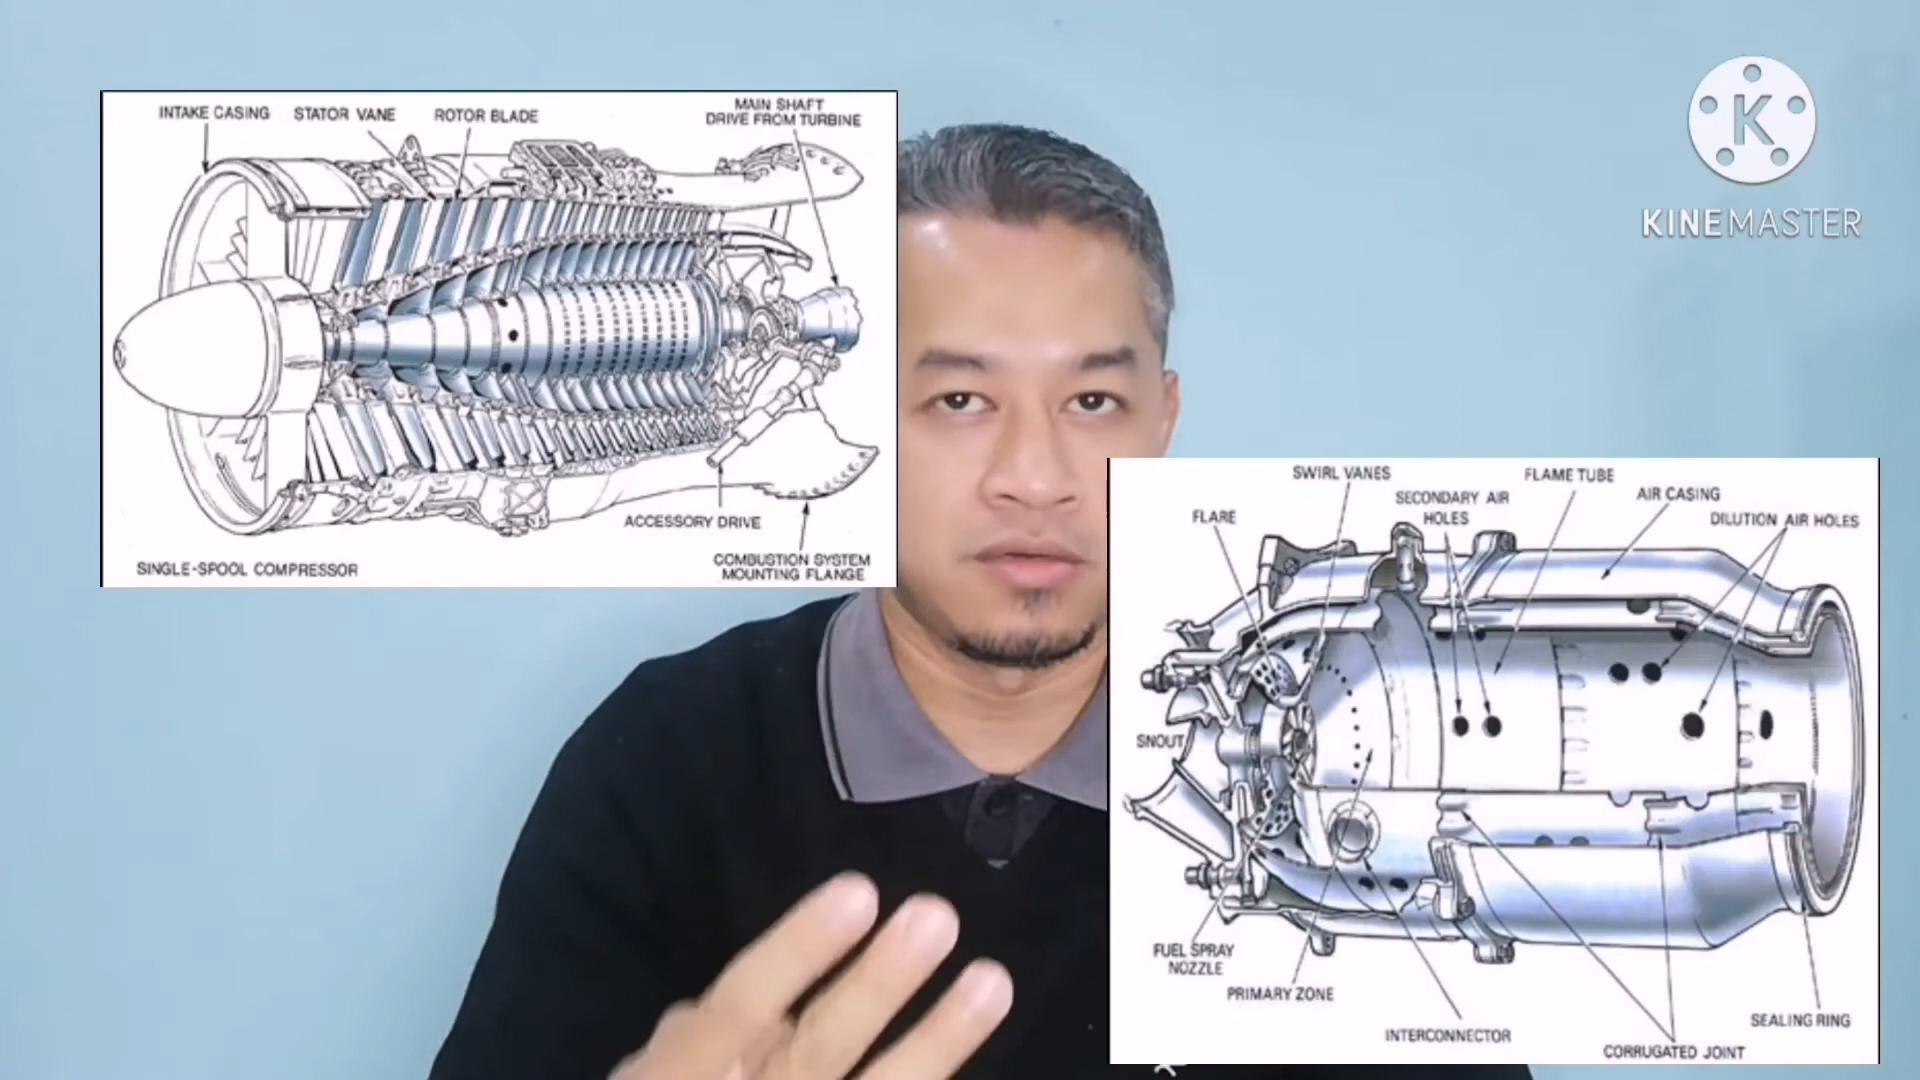 INTAKE CASING
STATOR VANE
ROTOR BLADE
MAIN SHAFT
DRIVE FROM TURBINE
ACCESSORY DRIVE
COMBUSTION SYSTEM
MOUNTING FLANGE
SINGLE-SPOOL COMPRESSOR
K
KINEMASTER
SWIRL VANES
FLAME TUBE
SECONDARY AIR
HOLES
AIR CASING
FLARE
DILUTION AIR HOLES
SNOUT
FUEL SPRAY
NOZZLE
PRIMARY ZONE
INTERCONNECTOR
SEALING RING
CORRUGATED JOINT